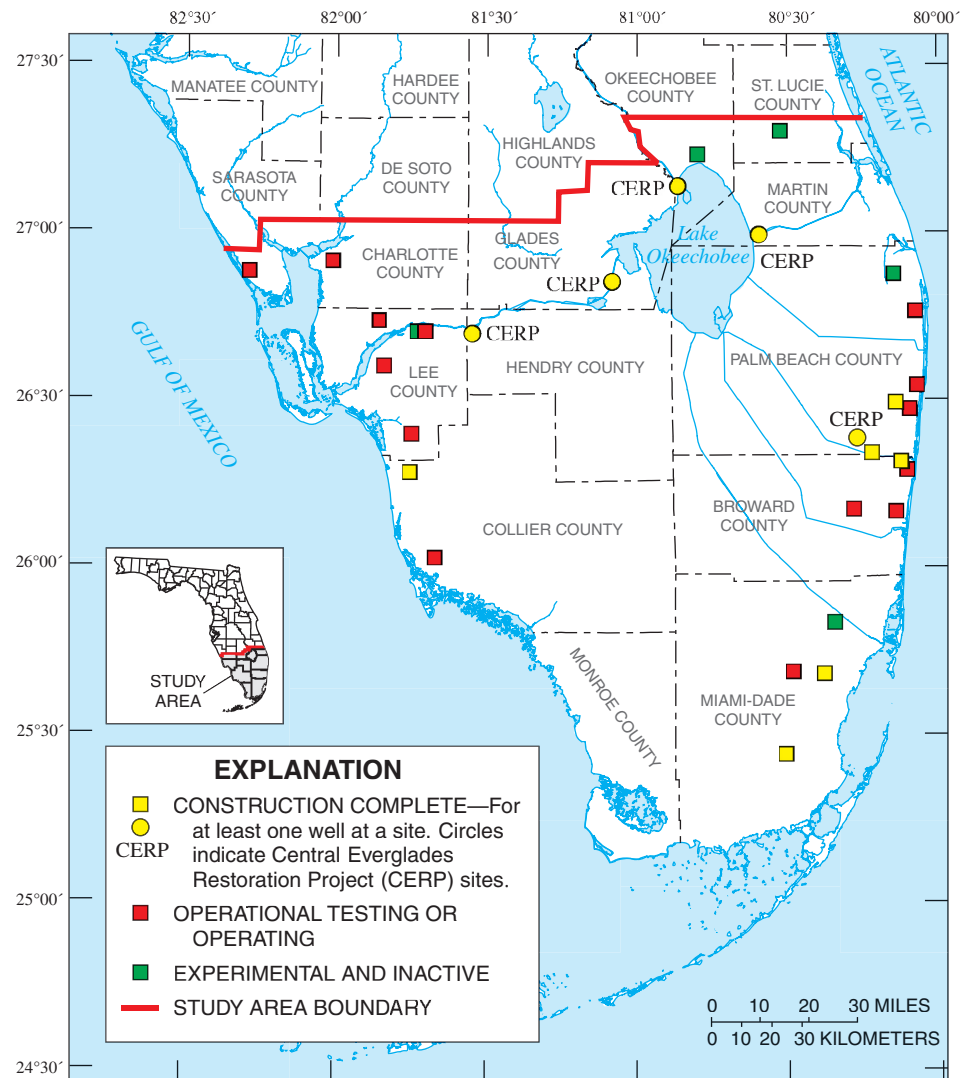 82°30´ 82°00´ 81°30´ 81°00´ 80°30´ 80°00´
27°30´
27°00´
26°30´
26°00´
25°30´
25°00´
24°30´
MANATEE COUNTY
HARDEE
COUNTY
OKEECHOBEE
COUNTY
ST. LUCIE
COUNTY
ATLANTIC
OCEAN
HIGHLANDS
COUNTY
SARASOTA
COUNTY
DE SOTO
COUNTY
CERP
MARTIN
COUNTY
CHARLOTTE
COUNTY
GLADES
COUNTY
Lake
Okeechobee
CERP
CERP
CERP
GULF OF MEXICO
LEE
COUNTY
HENDRY COUNTY
PALM BEACH COUNTY
CERP
COLLIER COUNTY
BROWARD
COUNTY
MONROE COUNTY
MIAMI-DADE
COUNTY
STUDY
AREA
EXPLANATION
CONSTRUCTION COMPLETE—For
at least one well at a site. Circles
indicate Central Everglades
Restoration Project (CERP) sites.
CERP
OPERATIONAL TESTING OR
OPERATING
EXPERIMENTAL AND INACTIVE
STUDY AREA BOUNDARY
0 10 20 30 MILES
0 10 20 30 KILOMETERS